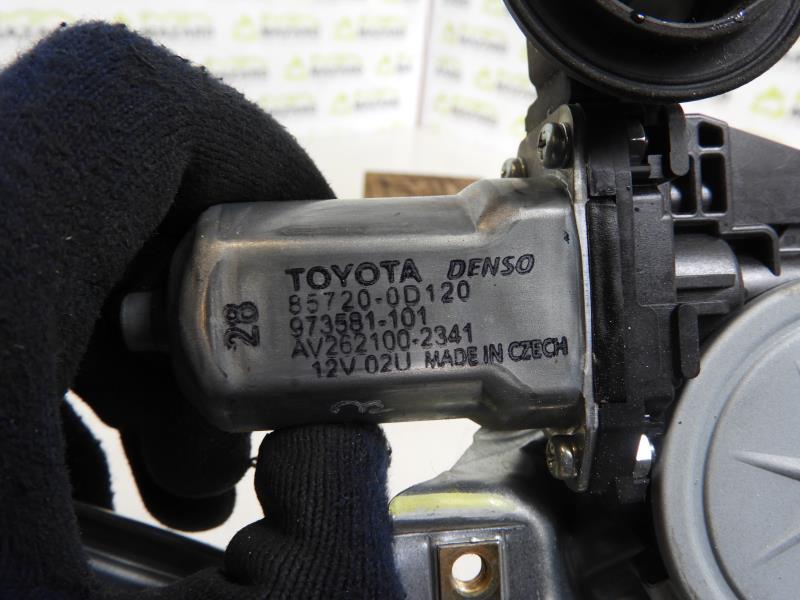 TOYOTA DENSO
85720-0D120
973581-101
AV262100-2341
12V 02U MADE IN CZECH
28